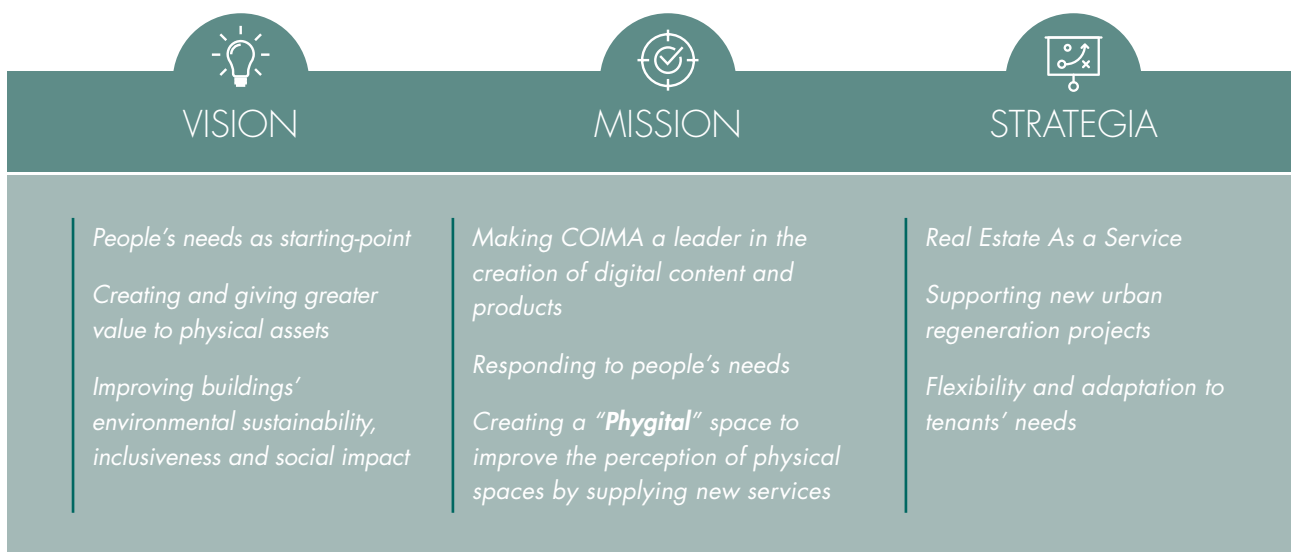 VISION
MISSION
STRATEGIA
People's needs as starting-point
Creating and giving greater
value to physical assets
Improving buildings'
environmental sustainability,
inclusiveness and social impact
Making COIMA a leader in the
creation of digital content and
products
Responding to people's needs
Creating a “Phygital” space to
improve the perception of physical
spaces by supplying new services
Real Estate As a Service
Supporting new urban
regeneration projects
Flexibility and adaptation to
tenants' needs